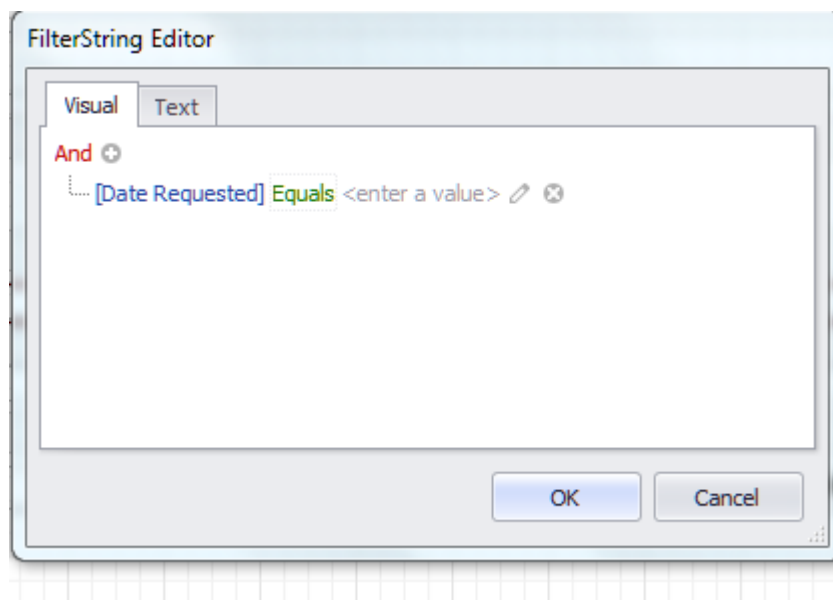 FilterString Editor
Visual Text
And
[Date Requested] Equals <enter a value>
OK Cancel